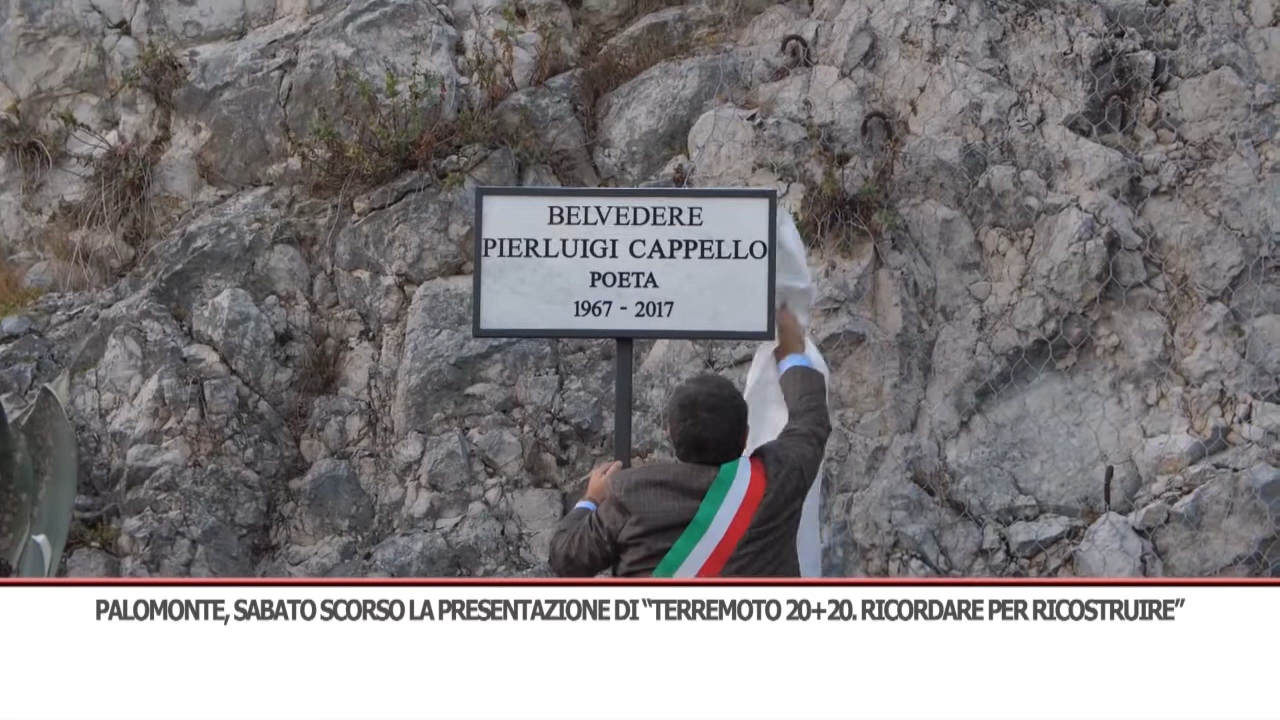 BELVEDERE
PIERLUIGI CAPPELLO
POETA
1967 - 2017
PALOMONTE, SABATO SCORSO LA PRESENTAZIONE DI “TERREMOTO 20+20. RICORDARE PER RICOSTRUIRE”